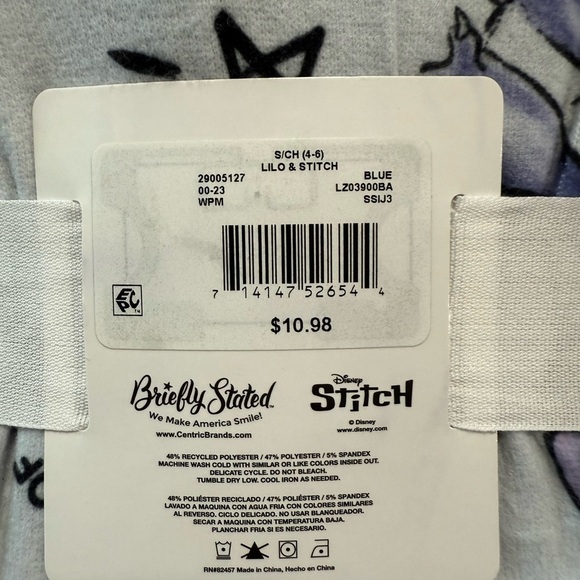 S/CH (4-6)
LILO & STITCH
29005127 BLUE
00-23 LZ03900BA
WPM SSIJ3
7 14147 52654 4
EPC™
$10.98
Briefly Stated
We Make America Smile!
www.CentricBrands.com
Disney
STiTCH
© Disney
www.disney.com
48% RECYCLED POLYESTER / 47% POLYESTER / 5% SPANDEX
MACHINE WASH COLD WITH SIMILAR OR LIKE COLORS INSIDE OUT.
DELICATE CYCLE. DO NOT BLEACH.
TUMBLE DRY LOW. COOL IRON AS NEEDED.
48% POLIÉSTER RECICLADO / 47% POLIÉSTER / 5% SPANDEX
LAVADO A MAQUINA CON AGUA FRIA CON COLORES SIMILARES
AL REVERSO. CICLO DELICADO. NO USAR BLANQUEADOR.
SECAR A MAQUINA CON TEMPERATURA BAJA.
PLANCHAR FRIA SI ES NECESARIO.
RN#82457 Made in China, Hecho en China